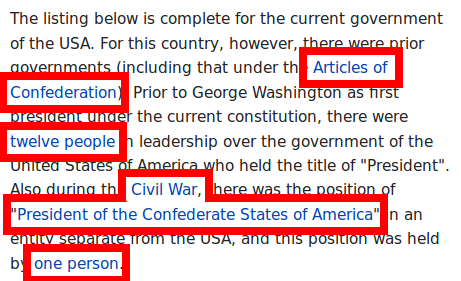 The listing below is complete for the current government
of the USA. For this country, however, there were prior
governments (including that under the Articles of
Confederation). Prior to George Washington as first
president under the current constitution, there were
twelve people in leadership over the government of the
United States of America who held the title of "President".
Also during the Civil War, there was the position of
"President of the Confederate States of America" in an
entity separate from the USA, and this position was held
by one person.